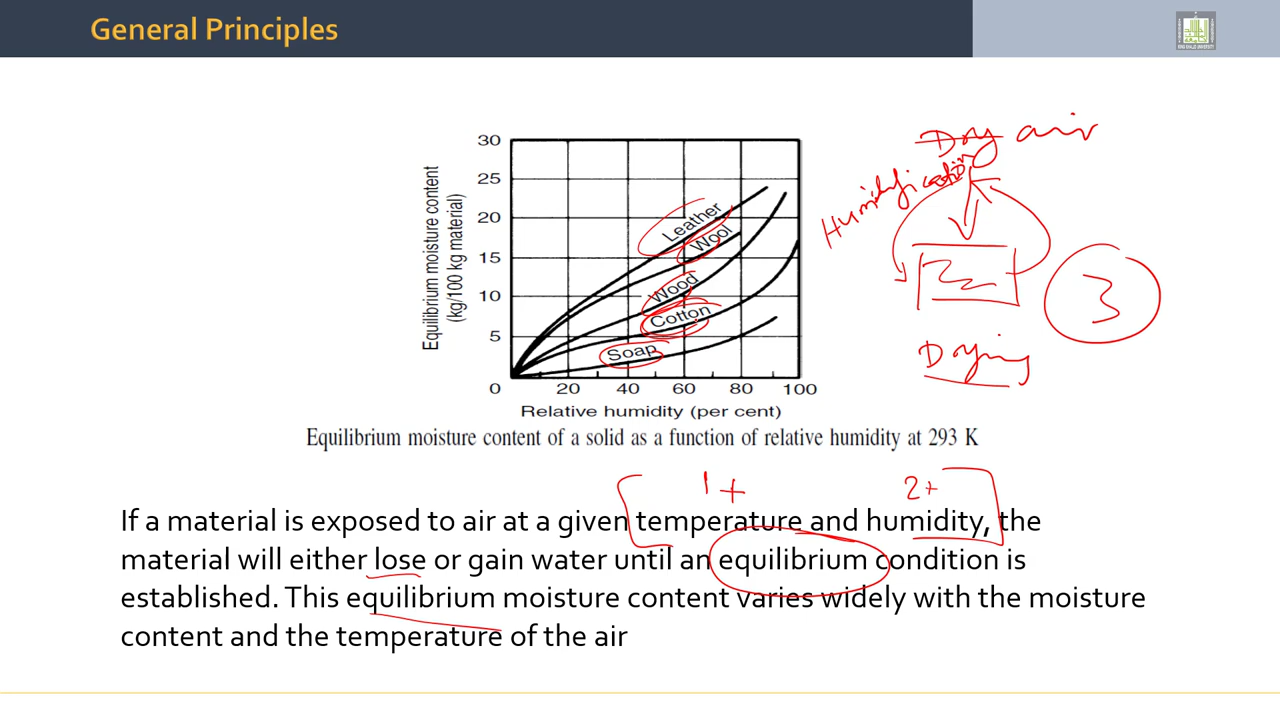 General Principles
30
25
20
15
10
5
0
20
40
60
80
100
Equilibrium moisture content
(kg/100 kg material)
Leather
Wool
Wood
Cotton
Soap
Relative humidity (per cent)
Equilibrium moisture content of a solid as a function of relative humidity at 293 K
Dry air
Humidification
3
Drying
1+
2+
If a material is exposed to air at a given temperature and humidity, the
material will either lose or gain water until an equilibrium condition is
established. This equilibrium moisture content varies widely with the moisture
content and the temperature of the air